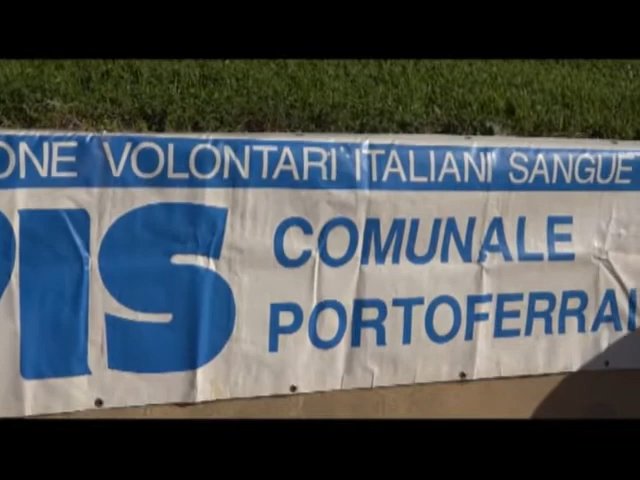 ONE VOLONTARI ITALIANI SANGUE
IS
COMUNALE
PORTOFERRAI